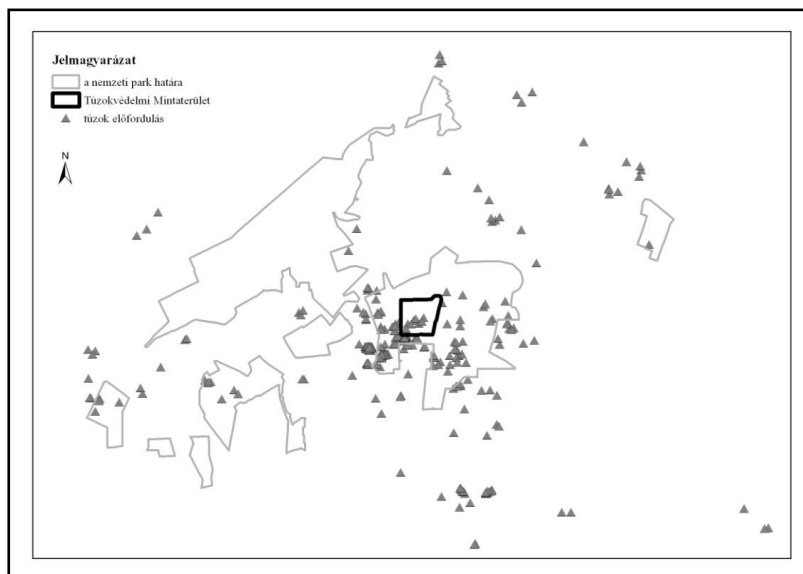 Jelmagyarázat
a nemzeti park határa
Túzokvédelmi Mintaterület
túzok előfordulás
N